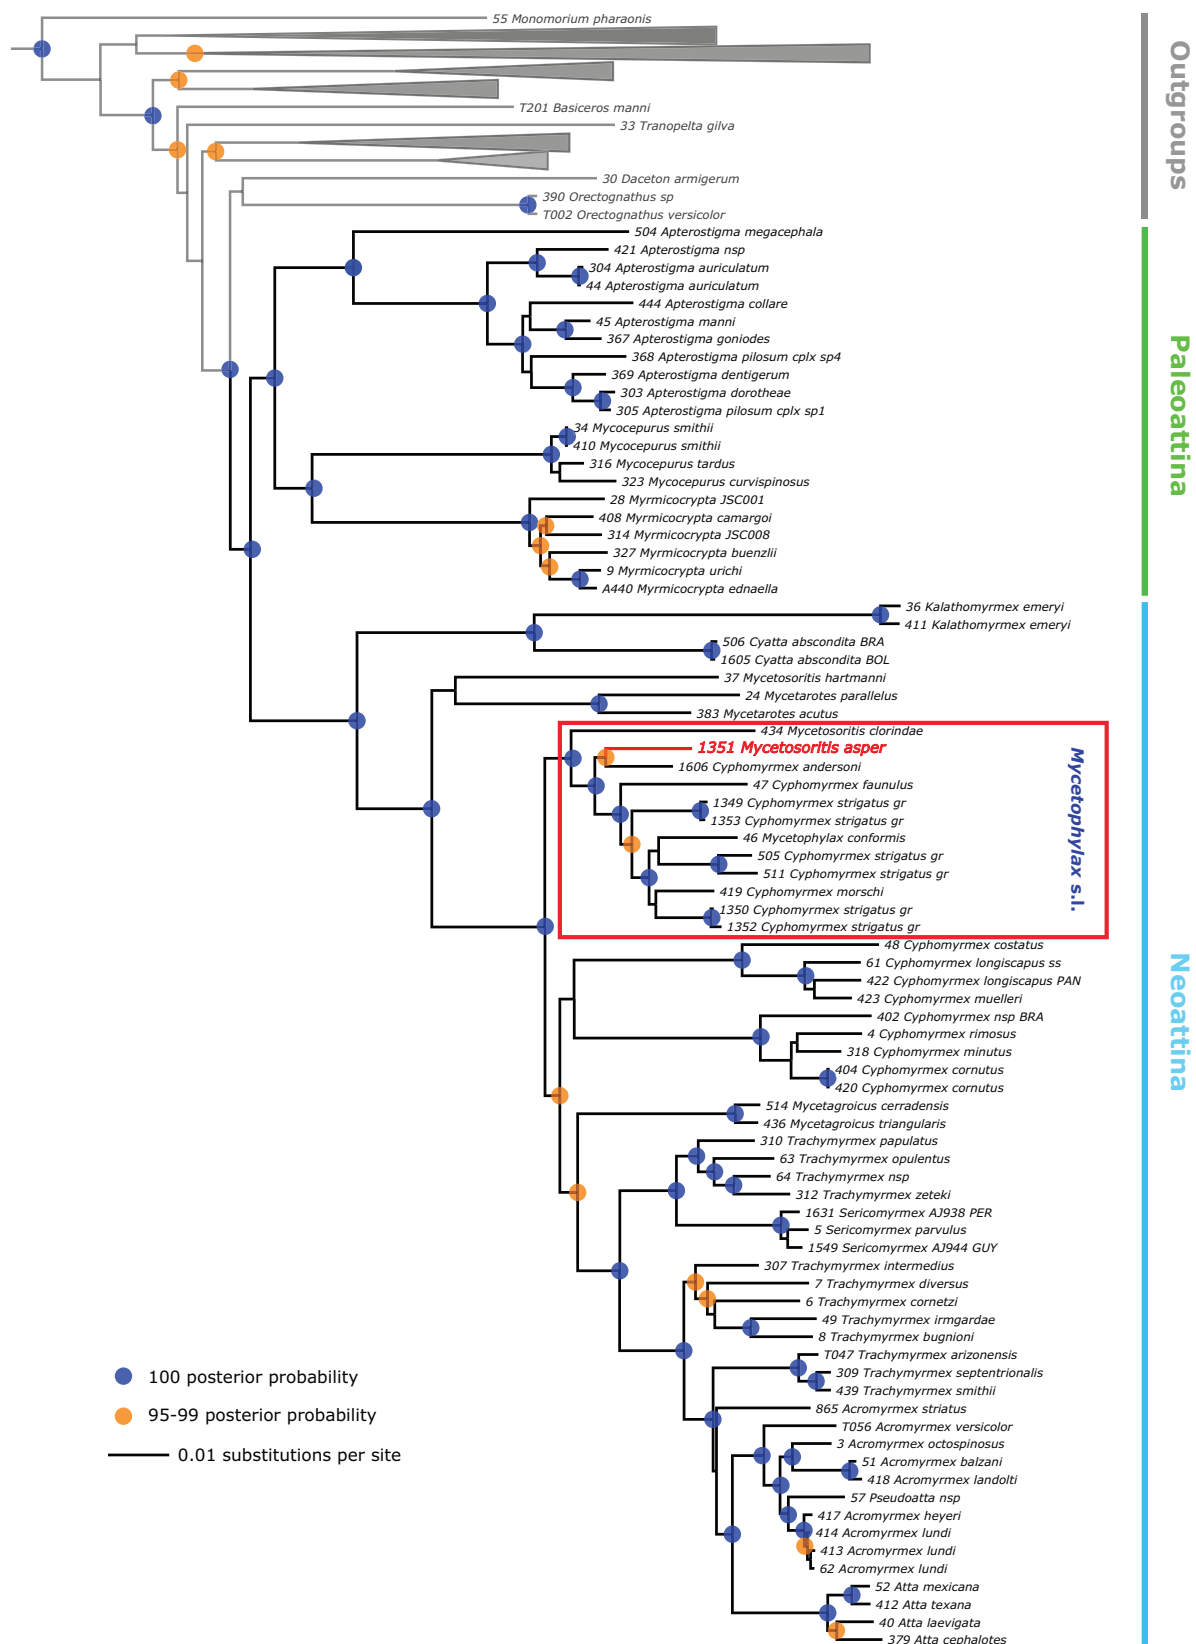 55 Monomorium pharaonis
T201 Basiceros manni
33 Tranopelta gilva
30 Daceton armigerum
390 Orectognathus sp
T002 Orectognathus versicolor
Outgroups
504 Apterostigma megacephala
421 Apterostigma nsp
304 Apterostigma auriculatum
44 Apterostigma auriculatum
444 Apterostigma collare
45 Apterostigma manni
367 Apterostigma goniodes
368 Apterostigma pilosum cplx sp4
369 Apterostigma dentigerum
303 Apterostigma dorotheae
305 Apterostigma pilosum cplx sp1
34 Mycocepurus smithii
410 Mycocepurus smithii
316 Mycocepurus tardus
323 Mycocepurus curvispinosus
28 Myrmicocrypta JSC001
408 Myrmicocrypta camargoi
314 Myrmicocrypta JSC008
327 Myrmicocrypta buenzlii
9 Myrmicocrypta urichi
A440 Myrmicocrypta ednaella
Paleoattina
36 Kalathomyrmex emeryi
411 Kalathomyrmex emeryi
506 Cyatta abscondita BRA
1605 Cyatta abscondita BOL
37 Mycetosoritis hartmanni
24 Mycetarotes parallelus
383 Mycetarotes acutus
434 Mycetosoritis clorindae
1351 Mycetosoritis asper
1606 Cyphomyrmex andersoni
47 Cyphomyrmex faunulus
1349 Cyphomyrmex strigatus gr
1353 Cyphomyrmex strigatus gr
46 Mycetophylax conformis
505 Cyphomyrmex strigatus gr
511 Cyphomyrmex strigatus gr
419 Cyphomyrmex morschi
1350 Cyphomyrmex strigatus gr
1352 Cyphomyrmex strigatus gr
Mycetophylax s.l.
48 Cyphomyrmex costatus
61 Cyphomyrmex longiscapus ss
422 Cyphomyrmex longiscapus PAN
423 Cyphomyrmex muelleri
402 Cyphomyrmex nsp BRA
4 Cyphomyrmex rimosus
318 Cyphomyrmex minutus
404 Cyphomyrmex cornutus
420 Cyphomyrmex cornutus
514 Mycetagroicus cerradensis
436 Mycetagroicus triangularis
310 Trachymyrmex papulatus
63 Trachymyrmex opulentus
64 Trachymyrmex nsp
312 Trachymyrmex zeteki
1631 Sericomyrmex AJ938 PER
5 Sericomyrmex parvulus
1549 Sericomyrmex AJ944 GUY
307 Trachymyrmex intermedius
7 Trachymyrmex diversus
6 Trachymyrmex cornetzi
49 Trachymyrmex irmgardae
8 Trachymyrmex bugnioni
T047 Trachymyrmex arizonensis
309 Trachymyrmex septentrionalis
439 Trachymyrmex smithii
865 Acromyrmex striatus
T056 Acromyrmex versicolor
3 Acromyrmex octospinosus
51 Acromyrmex balzani
418 Acromyrmex landolti
57 Pseudoatta nsp
417 Acromyrmex heyeri
414 Acromyrmex lundi
413 Acromyrmex lundi
62 Acromyrmex lundi
52 Atta mexicana
412 Atta texana
40 Atta laevigata
379 Atta cephalotes
Neoattina
100 posterior probability
95-99 posterior probability
0.01 substitutions per site